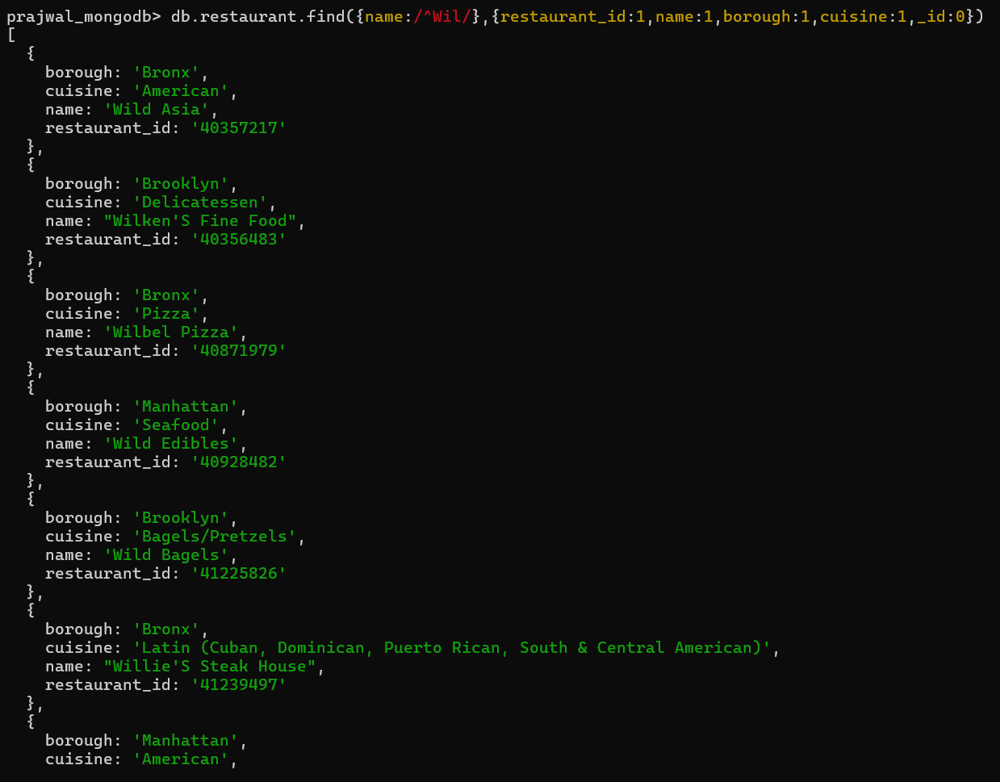 prajwal_mongodb> db.restaurant.find({name:/^Wil/},{restaurant_id:1,name:1,borough:1,cuisine:1,_id:0})
[
  {
    borough: 'Bronx',
    cuisine: 'American',
    name: 'Wild Asia',
    restaurant_id: '40357217'
  },
  {
    borough: 'Brooklyn',
    cuisine: 'Delicatessen',
    name: "Wilken'S Fine Food",
    restaurant_id: '40356483'
  },
  {
    borough: 'Bronx',
    cuisine: 'Pizza',
    name: 'Wilbel Pizza',
    restaurant_id: '40871979'
  },
  {
    borough: 'Manhattan',
    cuisine: 'Seafood',
    name: 'Wild Edibles',
    restaurant_id: '40928482'
  },
  {
    borough: 'Brooklyn',
    cuisine: 'Bagels/Pretzels',
    name: 'Wild Bagels',
    restaurant_id: '41225826'
  },
  {
    borough: 'Bronx',
    cuisine: 'Latin (Cuban, Dominican, Puerto Rican, South & Central American)',
    name: "Willie'S Steak House",
    restaurant_id: '41239497'
  },
  {
    borough: 'Manhattan',
    cuisine: 'American',